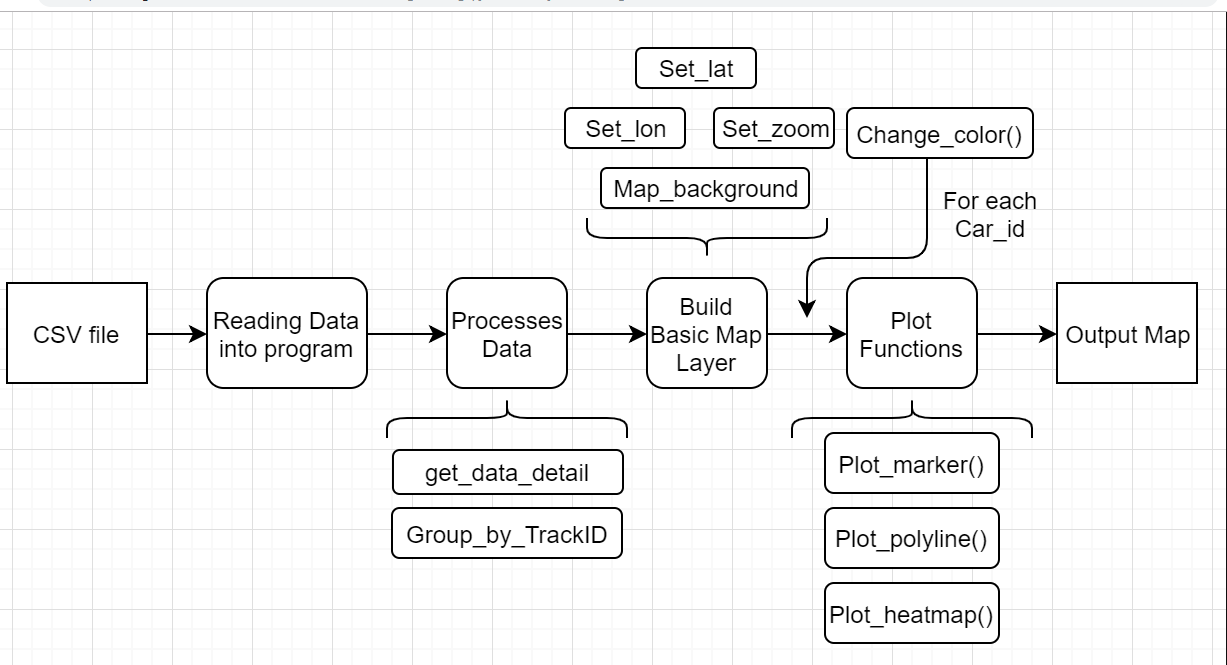 Set_lat
Set_lon
Set_zoom
Change_color()
Map_background
For each
Car_id
CSV file
Reading Data
into program
Processes
Data
Build
Basic Map
Layer
Plot
Functions
Output Map
get_data_detail
Group_by_TrackID
Plot_marker()
Plot_polyline()
Plot_heatmap()